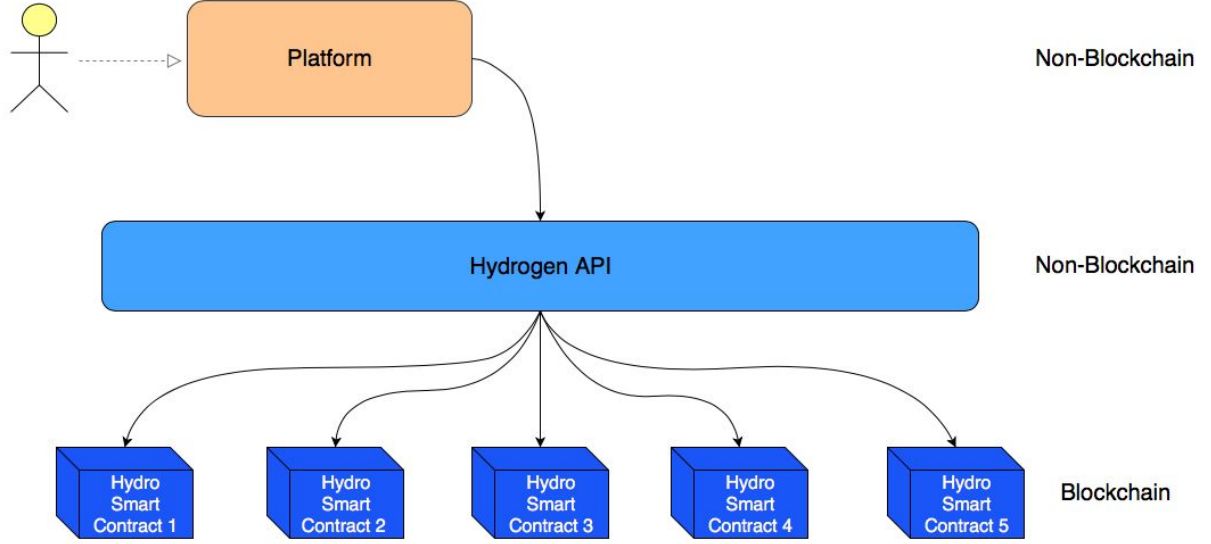 Platform
Non-Blockchain
Hydrogen API
Non-Blockchain
Hydro
Smart
Contract 1
Hydro
Smart
Contract 2
Hydro
Smart
Contract 3
Hydro
Smart
Contract 4
Hydro
Smart
Contract 5
Blockchain